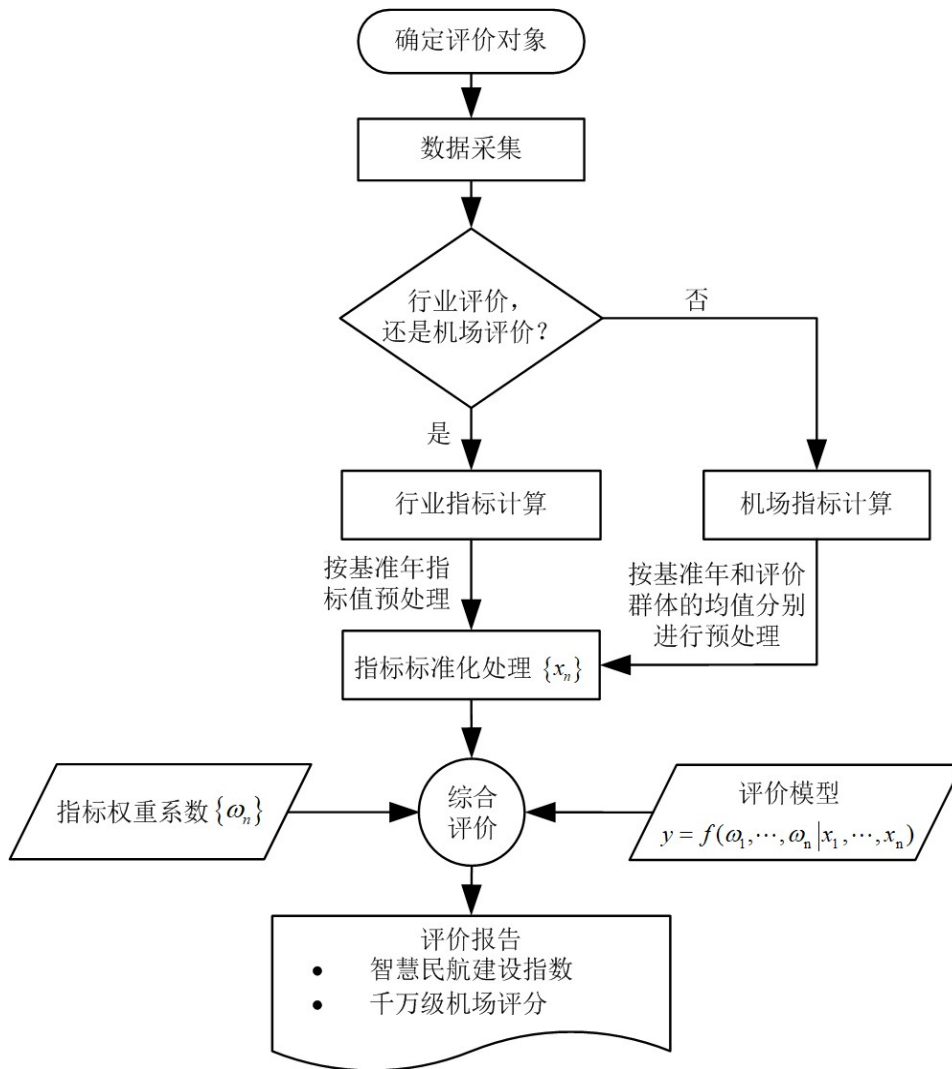 确定评价对象
数据采集
行业评价，
还是机场评价？
否
是
行业指标计算
机场指标计算
按基准年指
标值预处理
按基准年和评价
群体的均值分别
进行预处理
指标标准化处理 {xₙ}
指标权重系数{ωₙ}
综合
评价
评价模型
y = f(ω₁,⋯,ωₙ|x₁,⋯,xₙ)
评价报告
• 智慧民航建设指数
• 千万级机场评分